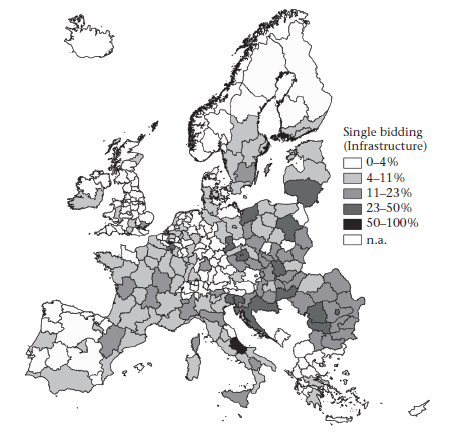 Single bidding
(Infrastructure)
0–4%
4–11%
11–23%
23–50%
50–100%
n.a.